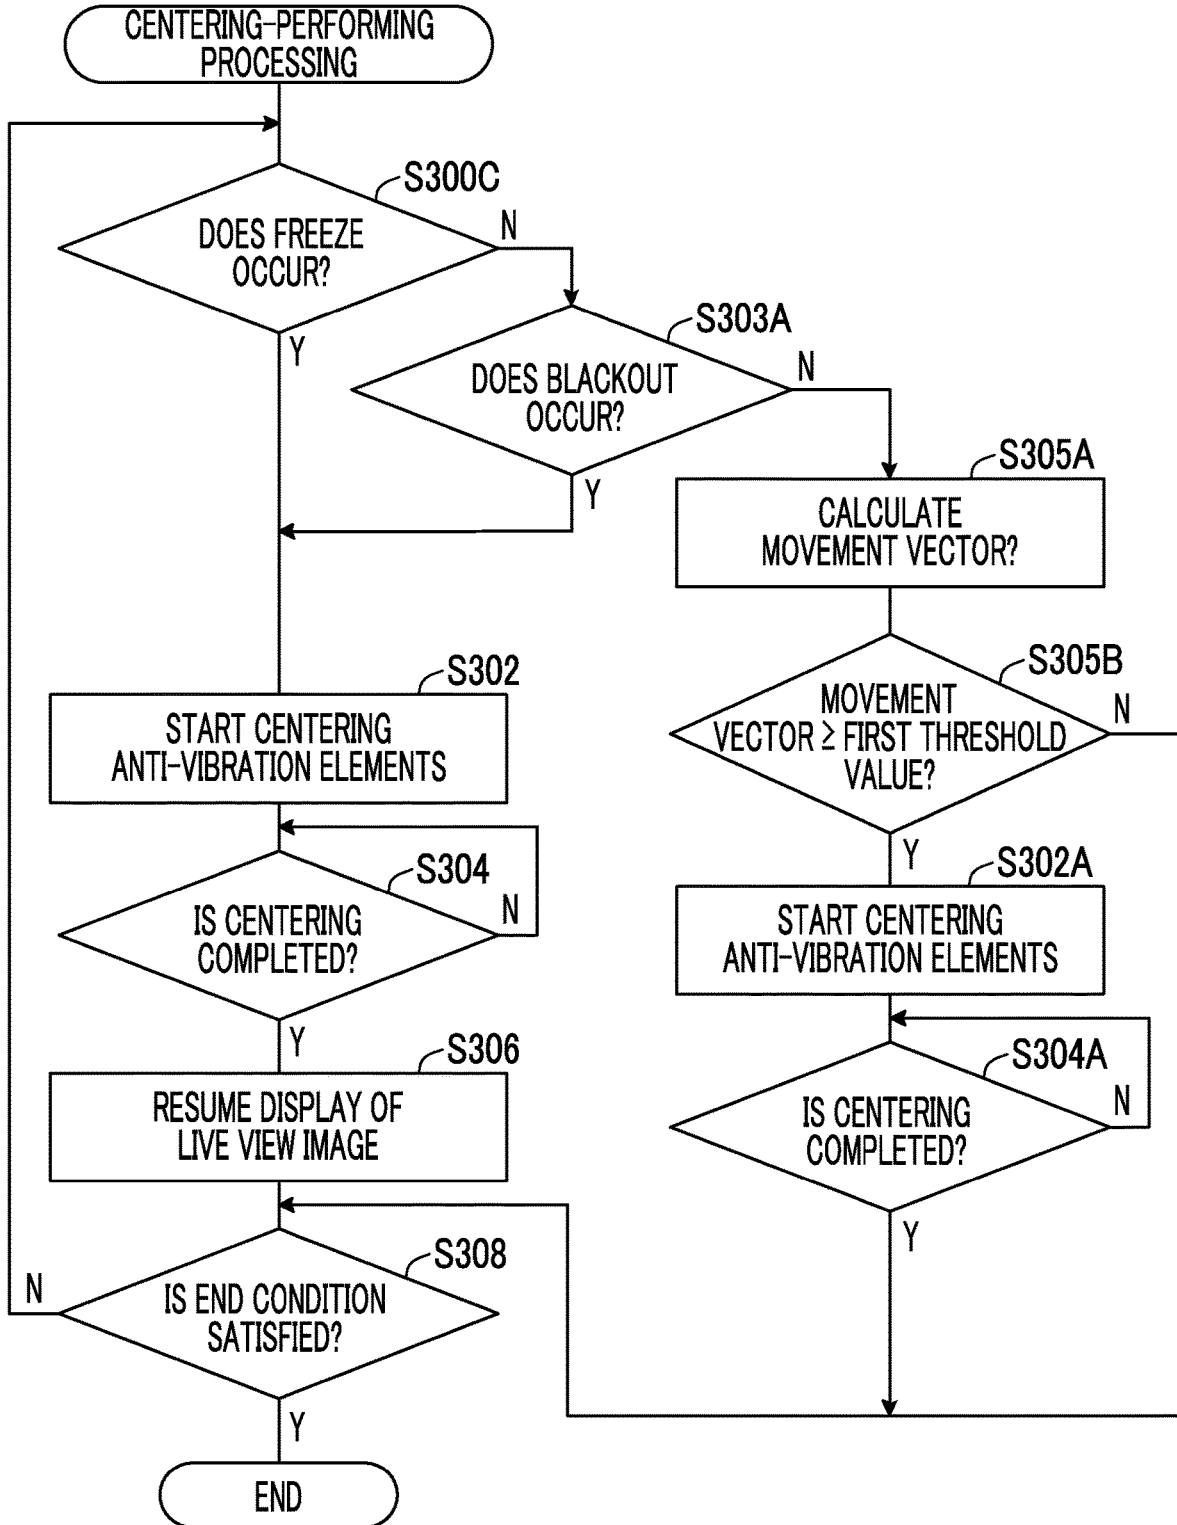 CENTERING-PERFORMING
PROCESSING
S300C
DOES FREEZE
OCCUR?
N
Y
S303A
DOES BLACKOUT
OCCUR?
N
Y
S305A
CALCULATE
MOVEMENT VECTOR?
S305B
MOVEMENT
VECTOR ≥ FIRST THRESHOLD
VALUE?
N
Y
S302
START CENTERING
ANTI-VIBRATION ELEMENTS
S302A
START CENTERING
ANTI-VIBRATION ELEMENTS
S304
IS CENTERING
COMPLETED?
N
Y
S304A
IS CENTERING
COMPLETED?
N
Y
S306
RESUME DISPLAY OF
LIVE VIEW IMAGE
S308
IS END CONDITION
SATISFIED?
N
Y
END